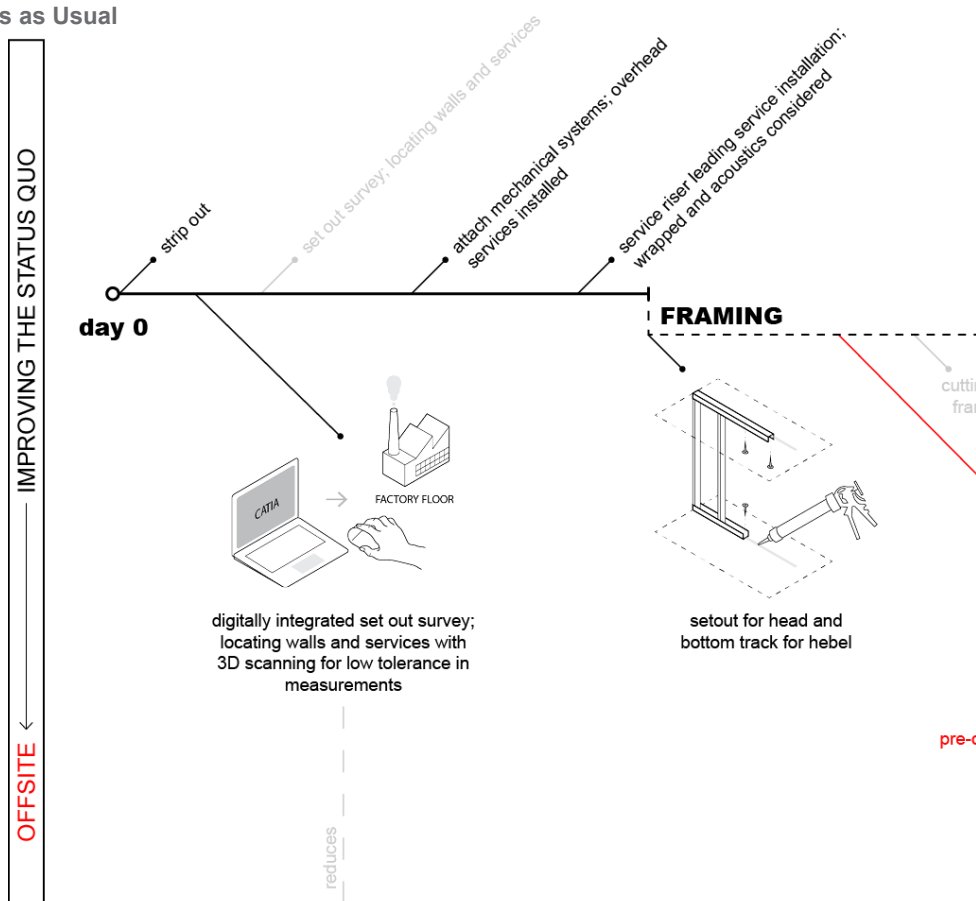 as Usual
IMPROVING THE STATUS QUO
OFFSITE
strip out
set out survey; locating walls and services
attach mechanical systems; overhead
services installed
service riser leading service installation;
wrapped and acoustics considered
day 0
FRAMING
CATIA
FACTORY FLOOR
digitally integrated set out survey;
locating walls and services with
3D scanning for low tolerance in
measurements
setout for head and
bottom track for hebel
reduces